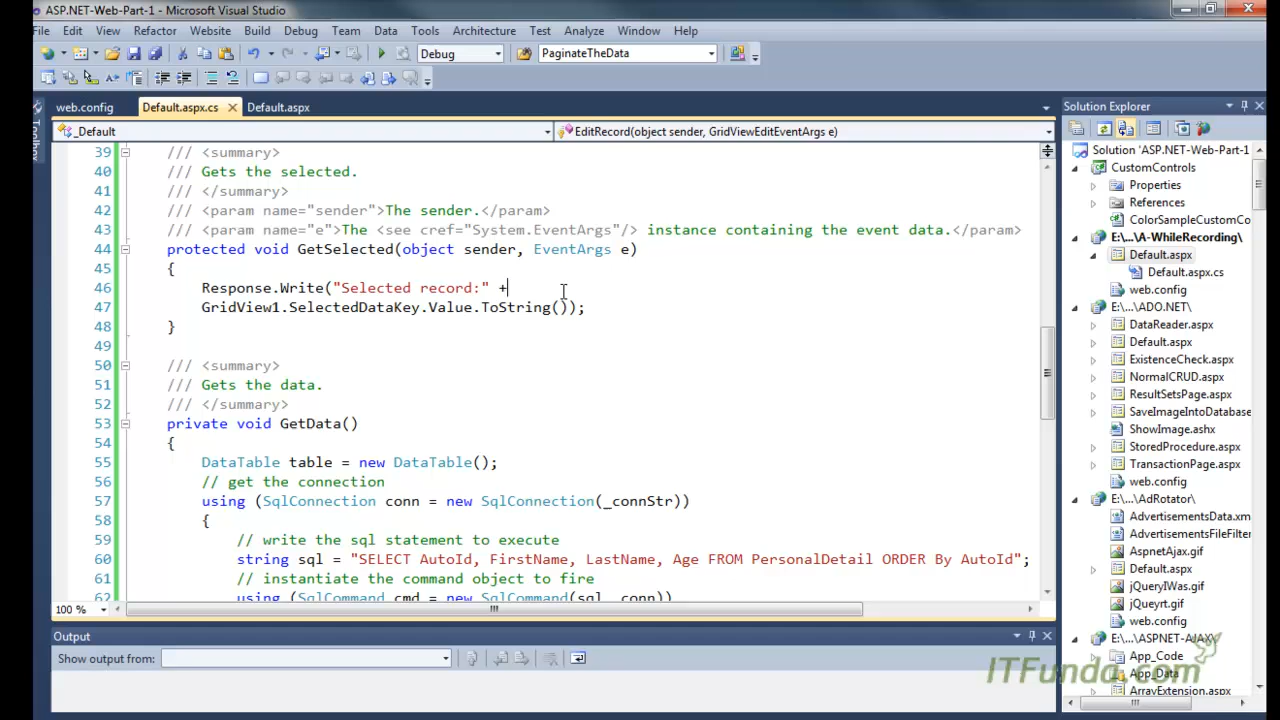 ASP.NET-Web-Part-1 - Microsoft Visual Studio
File Edit View Refactor Website Build Debug Team Data Tools Architecture Test Analyze Window Help
Debug PaginateTheData
web.config Default.aspx.cs Default.aspx
_Default EditRecord(object sender, GridViewEditEventArgs e)
Toolbox
39 /// <summary>
40 /// Gets the selected.
41 /// </summary>
42 /// <param name="sender">The sender.</param>
43 /// <param name="e">The <see cref="System.EventArgs"/> instance containing the event data.</param>
44 protected void GetSelected(object sender, EventArgs e)
45 {
46 Response.Write("Selected record:" +
47 GridView1.SelectedDataKey.Value.ToString());
48 }
49
50 /// <summary>
51 /// Gets the data.
52 /// </summary>
53 private void GetData()
54 {
55 DataTable table = new DataTable();
56 // get the connection
57 using (SqlConnection conn = new SqlConnection(_connStr))
58 {
59 // write the sql statement to execute
60 string sql = "SELECT AutoId, FirstName, LastName, Age FROM PersonalDetail ORDER By AutoId";
61 // instantiate the command object to fire
62 using (SqlCommand cmd = new SqlCommand(sql, conn))
100 %
Output
Show output from:
Solution Explorer
Solution 'ASP.NET-Web-Part-1
CustomControls
Properties
References
ColorSampleCustomCo
E:\...\A-WhileRecording\
Default.aspx
Default.aspx.cs
web.config
E:\...\ADO.NET\
DataReader.aspx
Default.aspx
ExistenceCheck.aspx
NormalCRUD.aspx
ResultSetsPage.aspx
SaveImageIntoDatabase
ShowImage.ashx
StoredProcedure.aspx
TransactionPage.aspx
web.config
E:\...\AdRotator\
AdvertisementsData.xm
AdvertisementsFileFilter
AspnetAjax.gif
Default.aspx
jQueryIWas.gif
jQueyrt.gif
web.config
E:\...\ASPNET-AJAX\
App_Code
App_Data
ArrayExtension.aspx
ITFunda.com